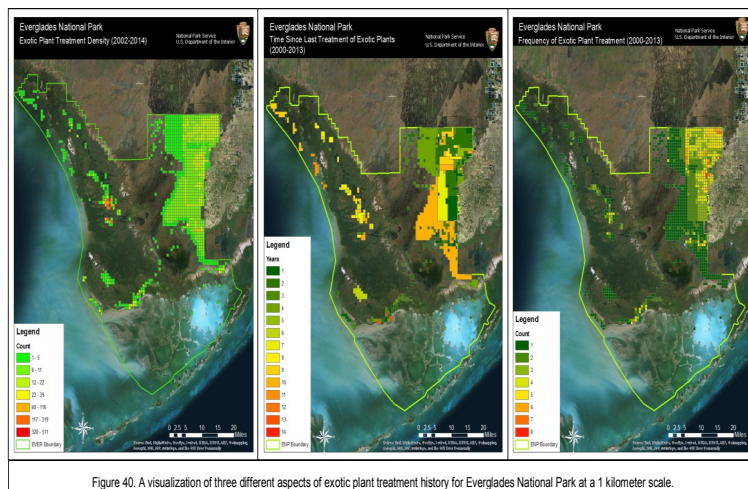 Everglades National Park
Exotic Plant Treatment Density (2002-2014)
National Park Service
U.S. Department of the Interior
Legend
Count
1 - 5
6 - 11
12 - 22
23 - 39
40 - 116
117 - 319
320 - 511
EVER Boundary
0 2.5 5 10 15 20
Miles
Everglades National Park
Time Since Last Treatment of Exotic Plants
(2000-2013)
National Park Service
U.S. Department of the Interior
Legend
Years
1
2
3
4
5
6
7
8
9
10
11
12
13
14
ENP Boundary
0 2.5 5 10 15 20
Miles
Everglades National Park
Frequency of Exotic Plant Treatment (2000-2013)
National Park Service
U.S. Department of the Interior
Legend
Count
1
2
3
4
5
6
7
8
ENP Boundary
0 2.5 5 10 15 20
Miles
Figure 40. A visualization of three different aspects of exotic plant treatment history for Everglades National Park at a 1 kilometer scale.